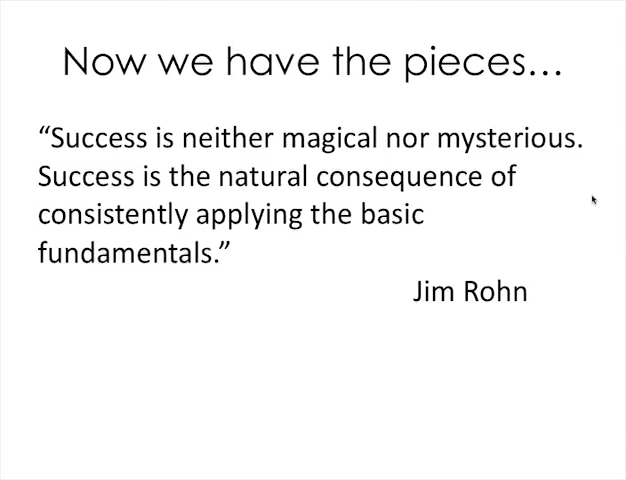 Now we have the pieces...
“Success is neither magical nor mysterious.
Success is the natural consequence of
consistently applying the basic
fundamentals.”
Jim Rohn